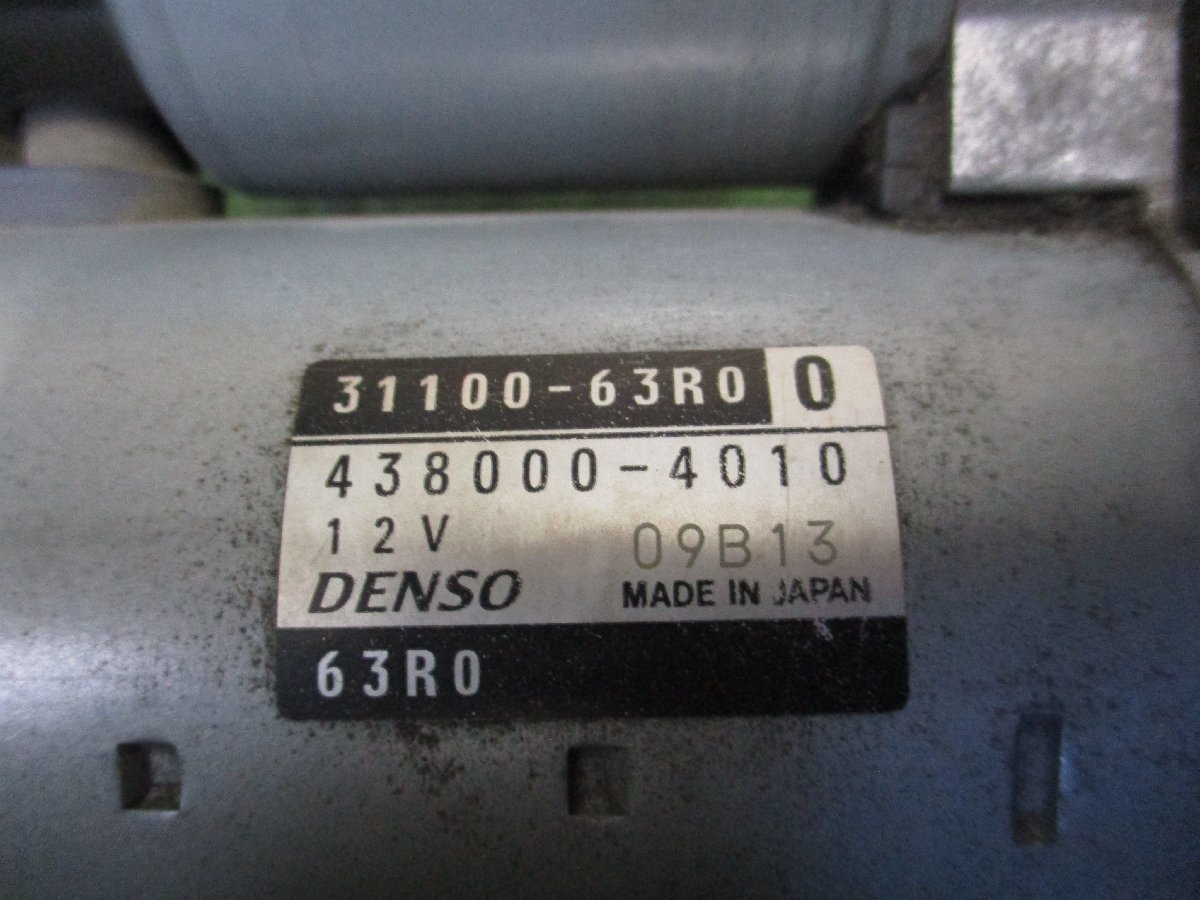 31100-63R0 0
438000-4010
12V 09B13
DENSO MADE IN JAPAN
63R0